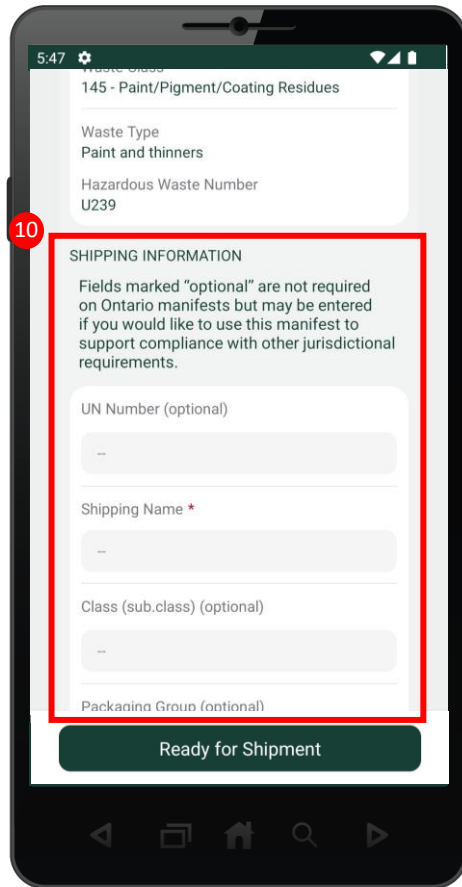 5:47
Waste Class
145 - Paint/Pigment/Coating Residues
Waste Type
Paint and thinners
Hazardous Waste Number
U239
10
SHIPPING INFORMATION
Fields marked “optional” are not required
on Ontario manifests but may be entered
if you would like to use this manifest to
support compliance with other jurisdictional
requirements.
UN Number (optional)
--
Shipping Name *
--
Class (sub.class) (optional)
--
Packaging Group (optional)
Ready for Shipment